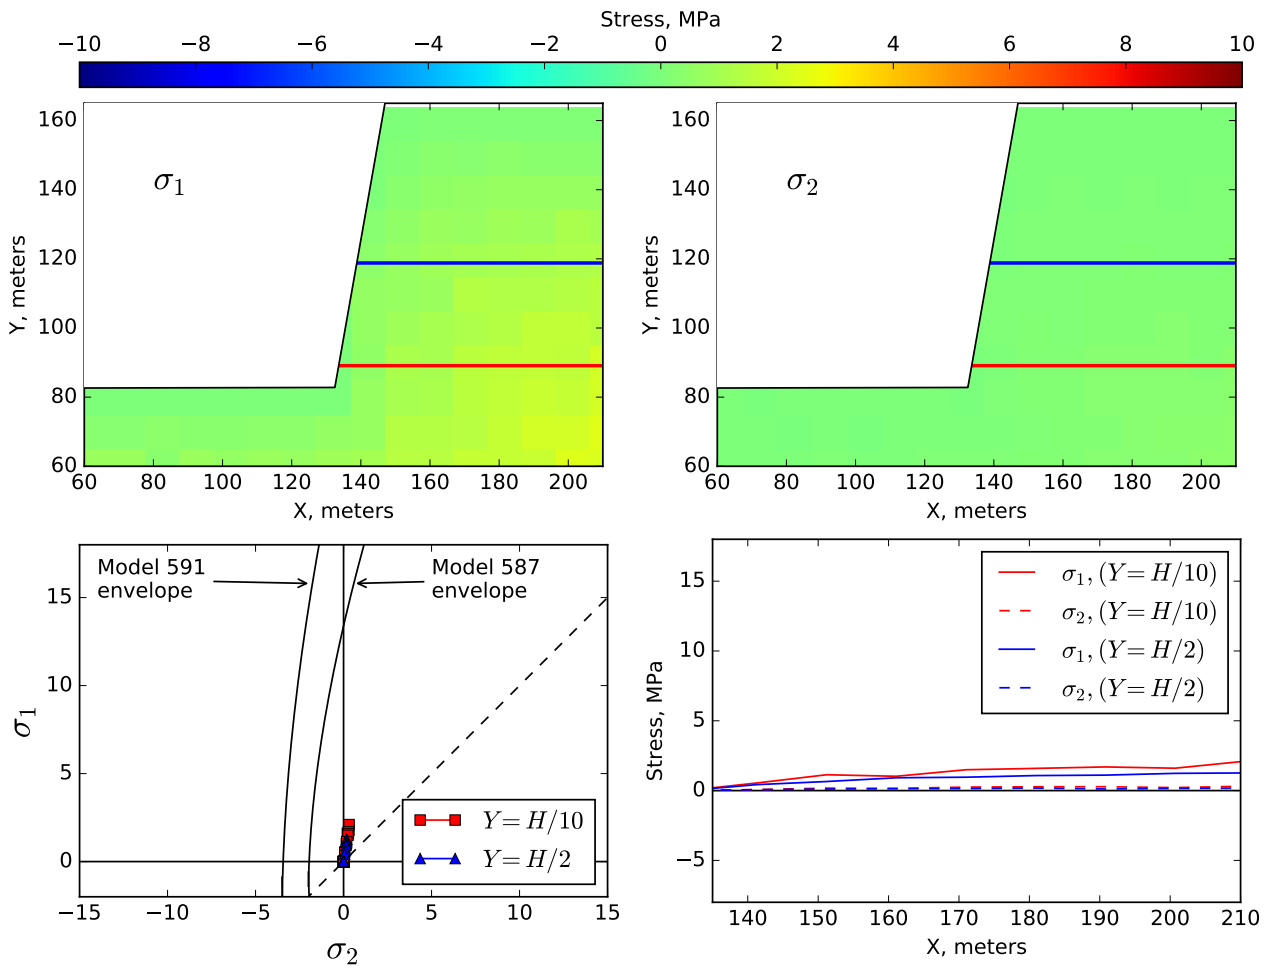 Stress, MPa
−10 −8 −6 −4 −2 0 2 4 6 8 10
160
140
120
100
80
60
Y, meters
σ1
60 80 100 120 140 160 180 200
X, meters
160
140
120
100
80
60
Y, meters
σ2
60 80 100 120 140 160 180 200
X, meters
Model 591
envelope
Model 587
envelope
15
10
5
0
σ1
Y = H/10
Y = H/2
−15 −10 −5 0 5 10 15
σ2
σ1, (Y = H/10)
σ2, (Y = H/10)
σ1, (Y = H/2)
σ2, (Y = H/2)
15
10
5
0
−5
Stress, MPa
140 150 160 170 180 190 200 210
X, meters